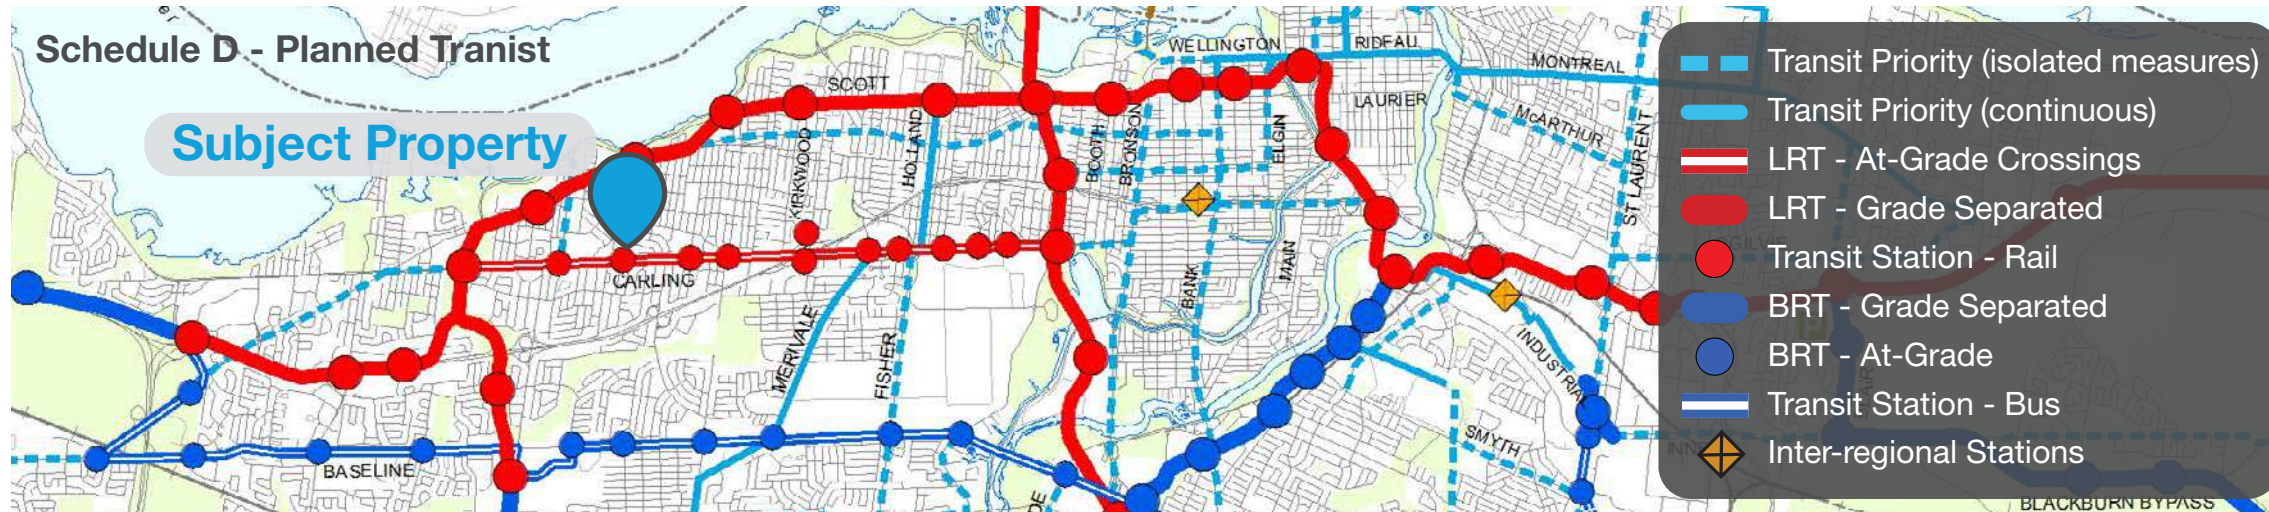 Schedule D - Planned Tranist
Subject Property
SCOTT
WELLINGTON
RIDEAU
MONTREAL
LAURIER
McARTHUR
ST LAURENT
KIRKWOOD
HOLLAND
BOOTH
BRONSON
ELGIN
CARLING
MERIVALE
FISHER
BANK
MAIN
INDUSTRIAL
SMYTH
BASELINE
OGILVIE
BLACKBURN BYPASS
Transit Priority (isolated measures)
Transit Priority (continuous)
LRT - At-Grade Crossings
LRT - Grade Separated
Transit Station - Rail
BRT - Grade Separated
BRT - At-Grade
Transit Station - Bus
Inter-regional Stations